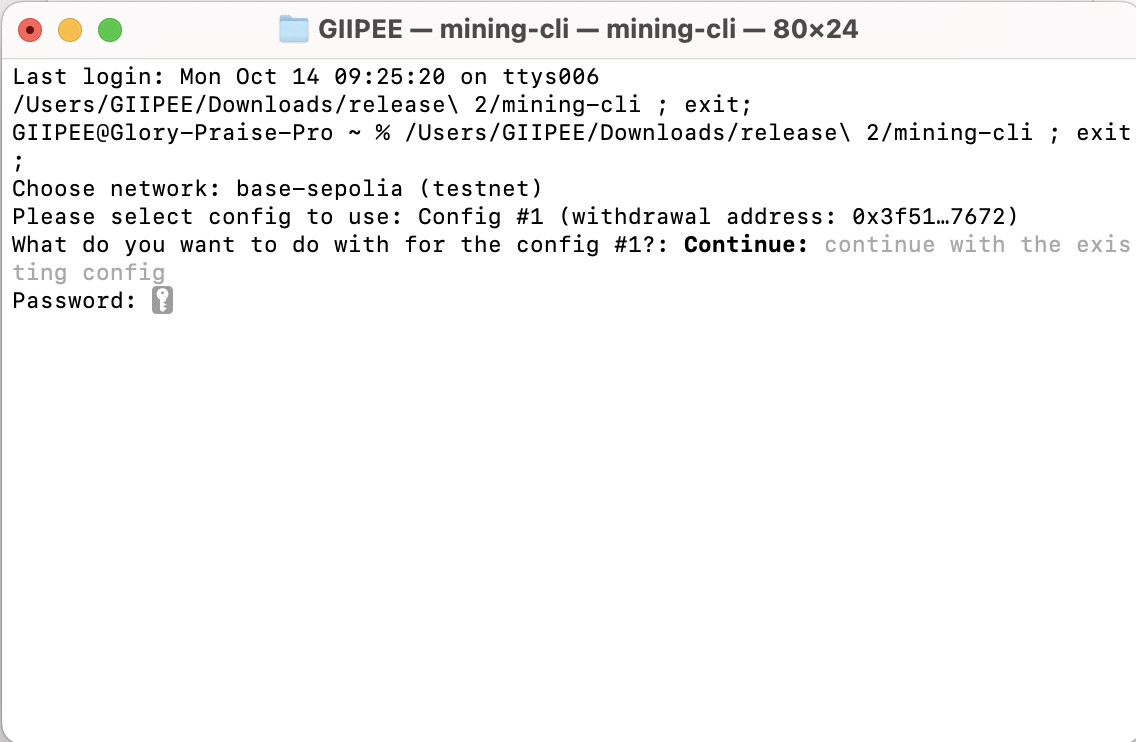 GIIPEE — mining-cli — mining-cli — 80×24
Last login: Mon Oct 14 09:25:20 on ttys006
/Users/GIIPEE/Downloads/release\ 2/mining-cli ; exit;
GIIPEE@Glory-Praise-Pro ~ % /Users/GIIPEE/Downloads/release\ 2/mining-cli ; exit
;
Choose network: base-sepolia (testnet)
Please select config to use: Config #1 (withdrawal address: 0x3f51…7672)
What do you want to do with for the config #1?: Continue: continue with the exis
ting config
Password: